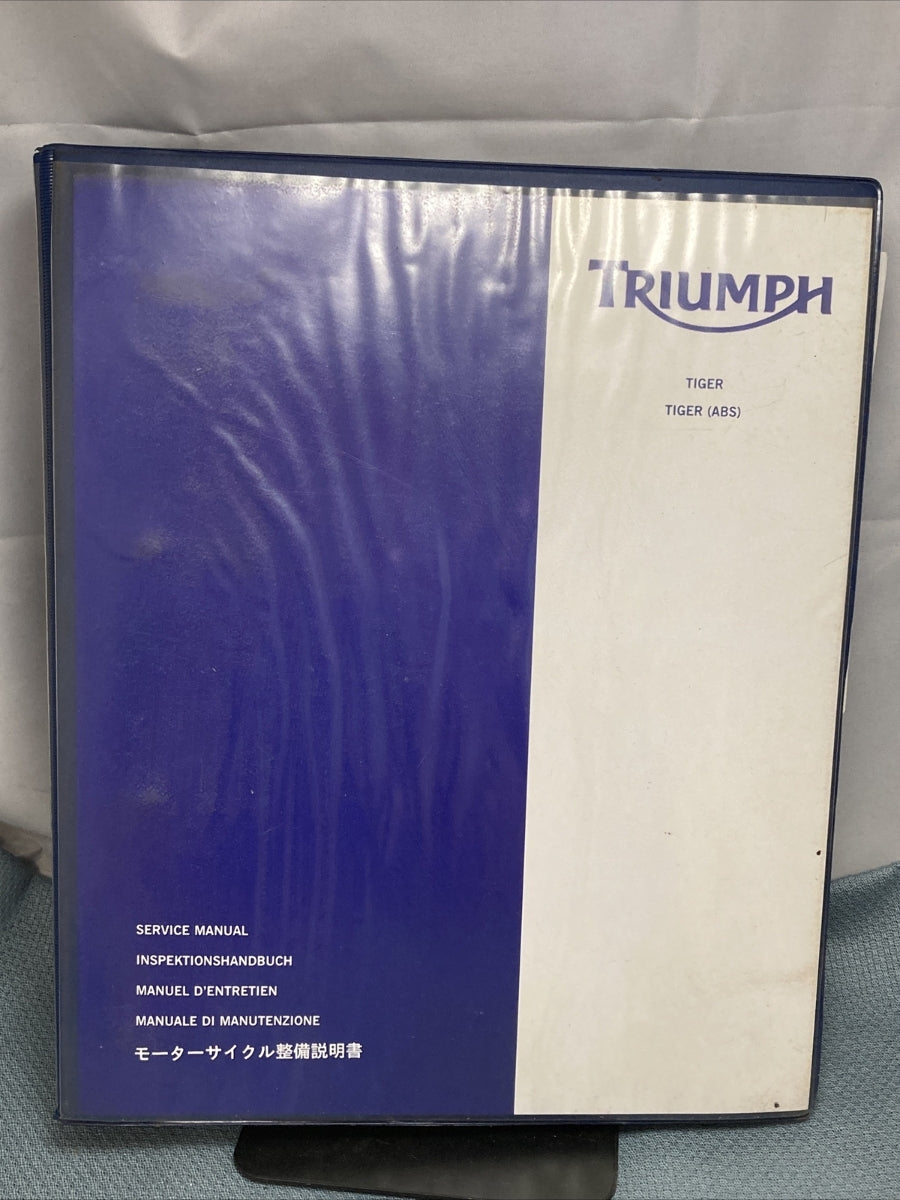 TRIUMPH
TIGER
TIGER (ABS)
SERVICE MANUAL
INSPEKTIONSHANDBUCH
MANUEL D'ENTRETIEN
MANUALE DI MANUTENZIONE
モーターサイクル整備説明書